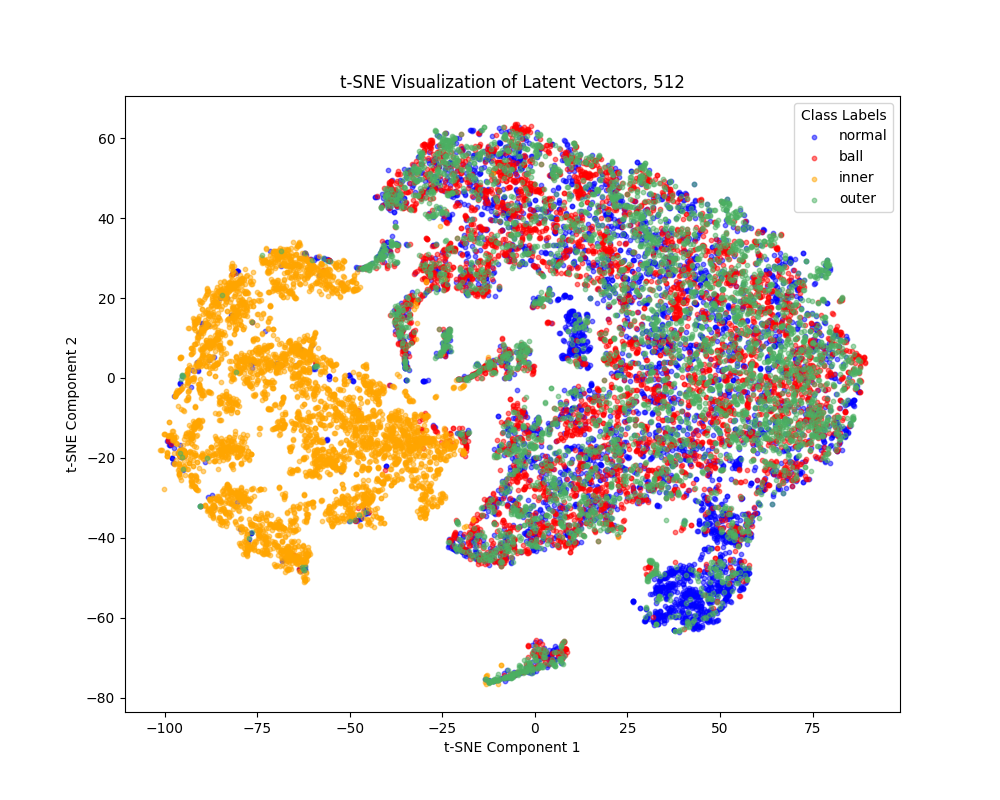 t-SNE Visualization of Latent Vectors, 512
Class Labels
normal
ball
inner
outer
60
40
20
0
−20
−40
−60
−80
t-SNE Component 2
−100
−75
−50
−25
0
25
50
75
t-SNE Component 1